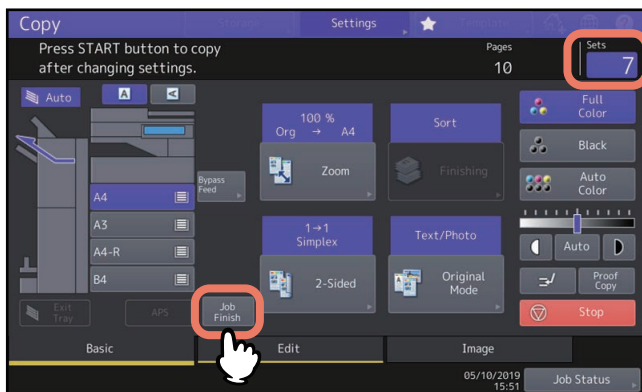 Copy
Storage
Settings
Template
Press START button to copy
after changing settings.
Pages
10
Sets
7
Auto
A
A
100 %
Org → A4
Zoom
Sort
Finishing
Full
Color
Black
Auto
Color
Bypass
Feed
A4
A3
A4-R
B4
1→1
Simplex
2-Sided
Text/Photo
Original
Mode
Auto
Proof
Copy
Exit
Tray
APS
Job
Finish
Stop
Basic
Edit
Image
05/10/2019
15:51
Job Status